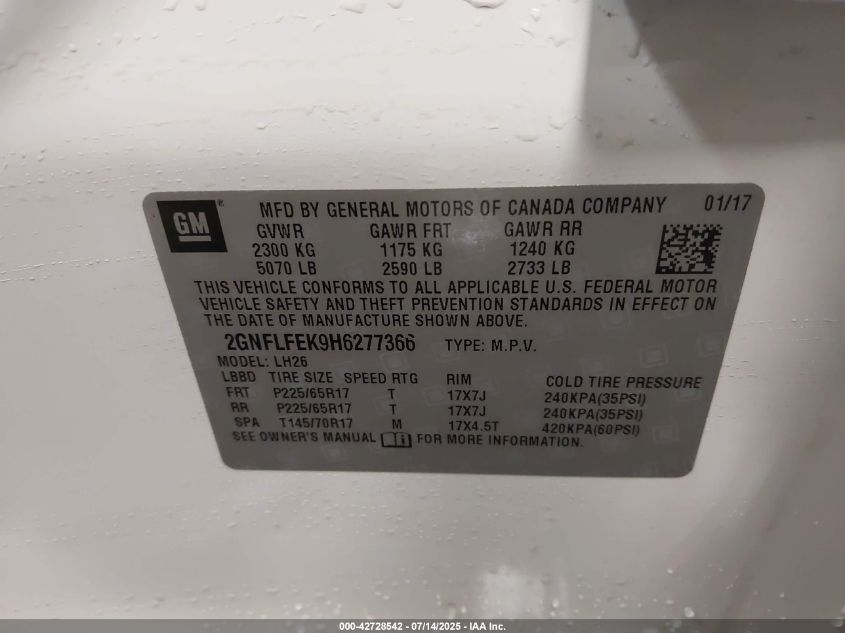 GM® MFD BY GENERAL MOTORS OF CANADA COMPANY 01/17
GVWR GAWR FRT GAWR RR
2300 KG 1175 KG 1240 KG
5070 LB 2590 LB 2733 LB
THIS VEHICLE CONFORMS TO ALL APPLICABLE U.S. FEDERAL MOTOR
VEHICLE SAFETY AND THEFT PREVENTION STANDARDS IN EFFECT ON
THE DATE OF MANUFACTURE SHOWN ABOVE.
2GNFLFEK9H6277366 TYPE: M.P.V.
MODEL: LH26
LBBD TIRE SIZE SPEED RTG RIM COLD TIRE PRESSURE
FRT P225/65R17 T 17X7J 240KPA(35PSI)
RR P225/65R17 T 17X7J 240KPA(35PSI)
SPA T145/70R17 M 17X4.5T 420KPA(60PSI)
SEE OWNER'S MANUAL FOR MORE INFORMATION.
000-42728542 - 07/14/2025 - IAA Inc.